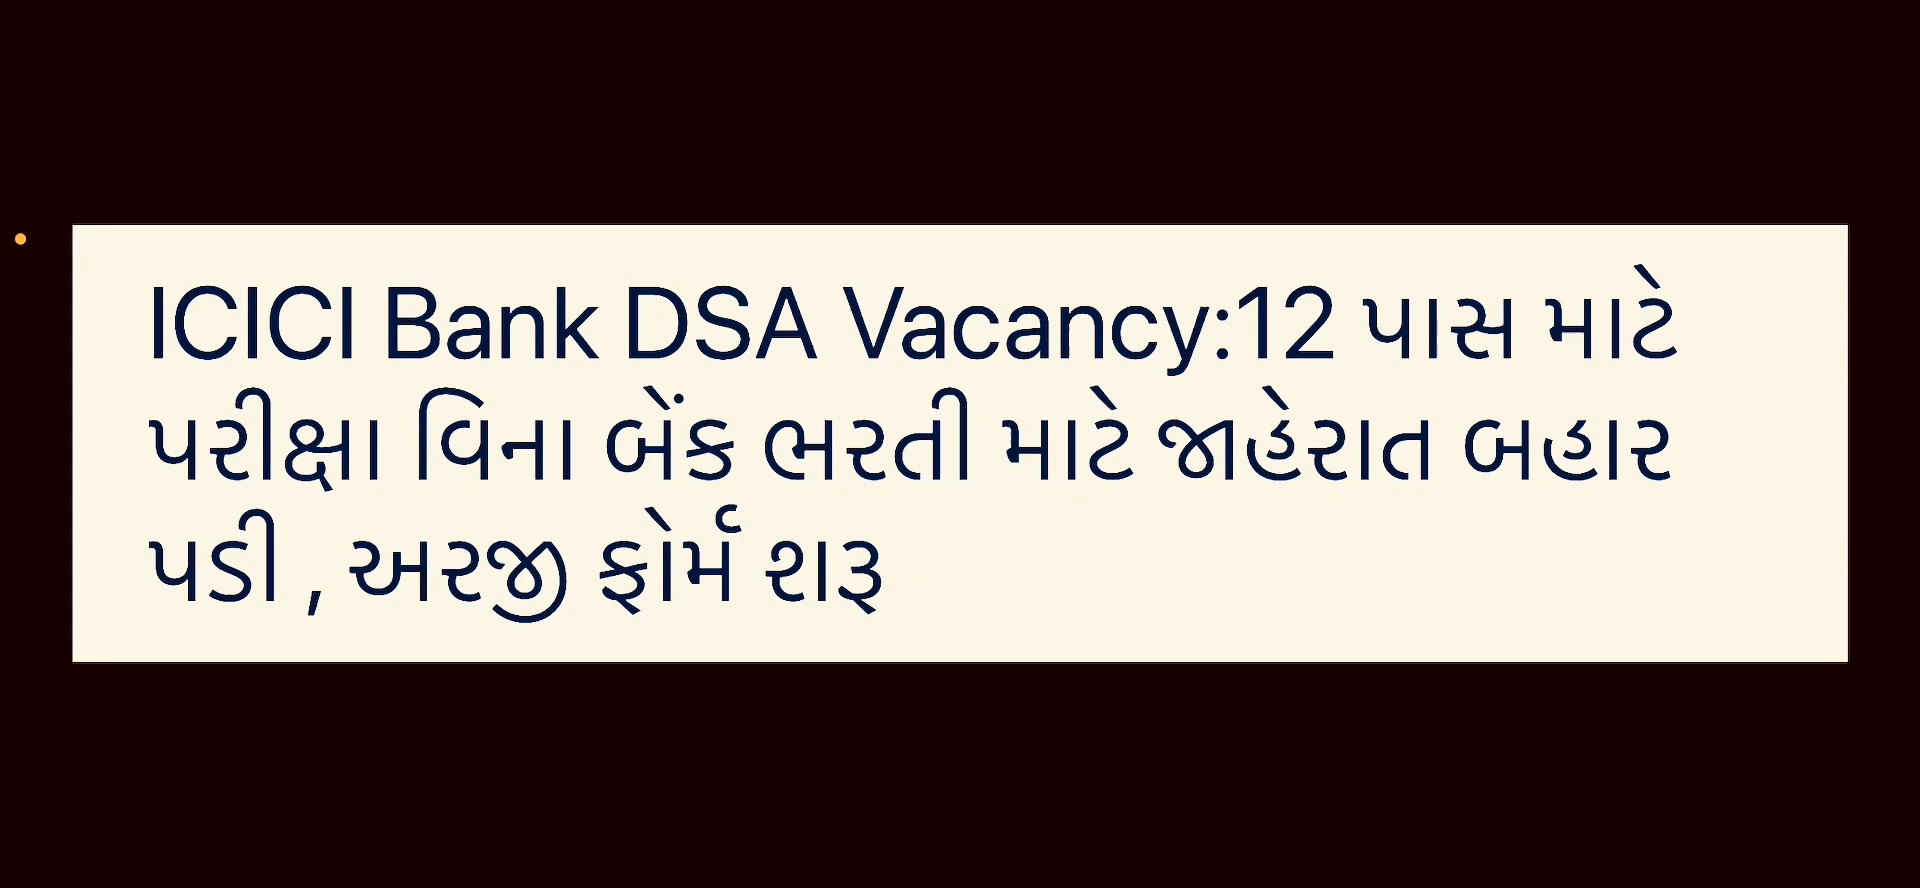 ICICI Bank DSA Vacancy:12 પાસ માટે
પરીક્ષા વિના બેંક ભરતી માટે જાહેરાત બહાર
પડી , અરજી ફોર્મ શરૂ